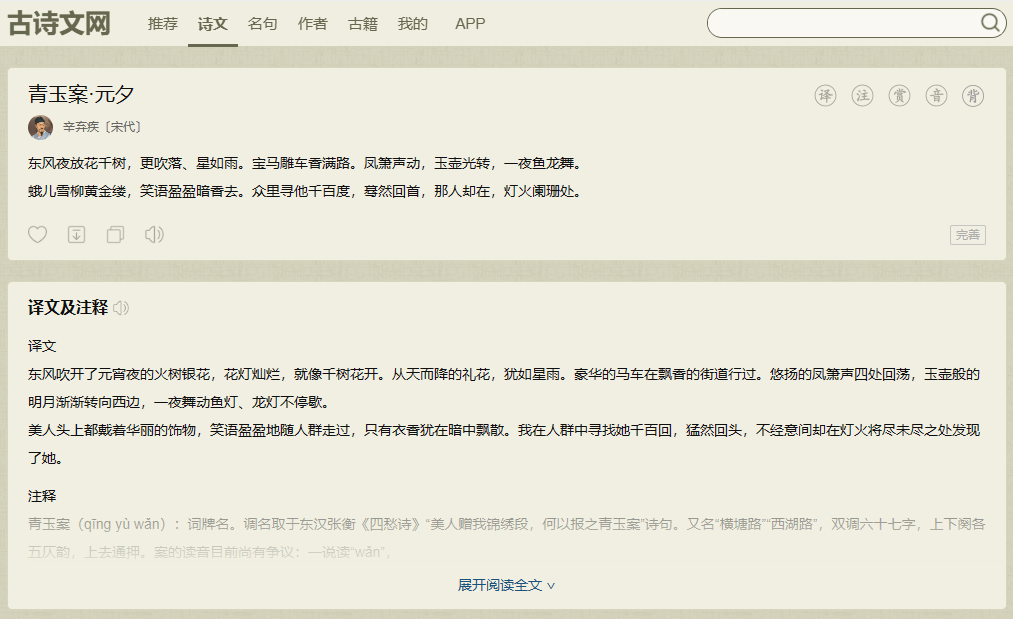 古诗文网 推荐 诗文 名句 作者 古籍 我的 APP
青玉案·元夕 译 注 赏 音 背
辛弃疾〔宋代〕
东风夜放花千树，更吹落、星如雨。宝马雕车香满路。凤箫声动，玉壶光转，一夜鱼龙舞。
蛾儿雪柳黄金缕，笑语盈盈暗香去。众里寻他千百度，蓦然回首，那人却在，灯火阑珊处。
完善
译文及注释
译文
东风吹开了元宵夜的火树银花，花灯灿烂，就像千树花开。从天而降的礼花，犹如星雨。豪华的马车在飘香的街道行过。悠扬的凤箫声四处回荡，玉壶般的
明月渐渐转向西边，一夜舞动鱼灯、龙灯不停歇。
美人头上都戴着华丽的饰物，笑语盈盈地随人群走过，只有衣香犹在暗中飘散。我在人群中寻找她千百回，猛然回头，不经意间却在灯火将尽未尽之处发现
了她。
注释
青玉案（qīng yù wǎn）：词牌名。调名取于东汉张衡《四愁诗》“美人赠我锦绣段，何以报之青玉案”诗句。又名“横塘路”“西湖路”，双调六十七字，上下阕各
五仄韵，上去通押。案的读音目前尚有争议：一说读“wǎn”，
展开阅读全文